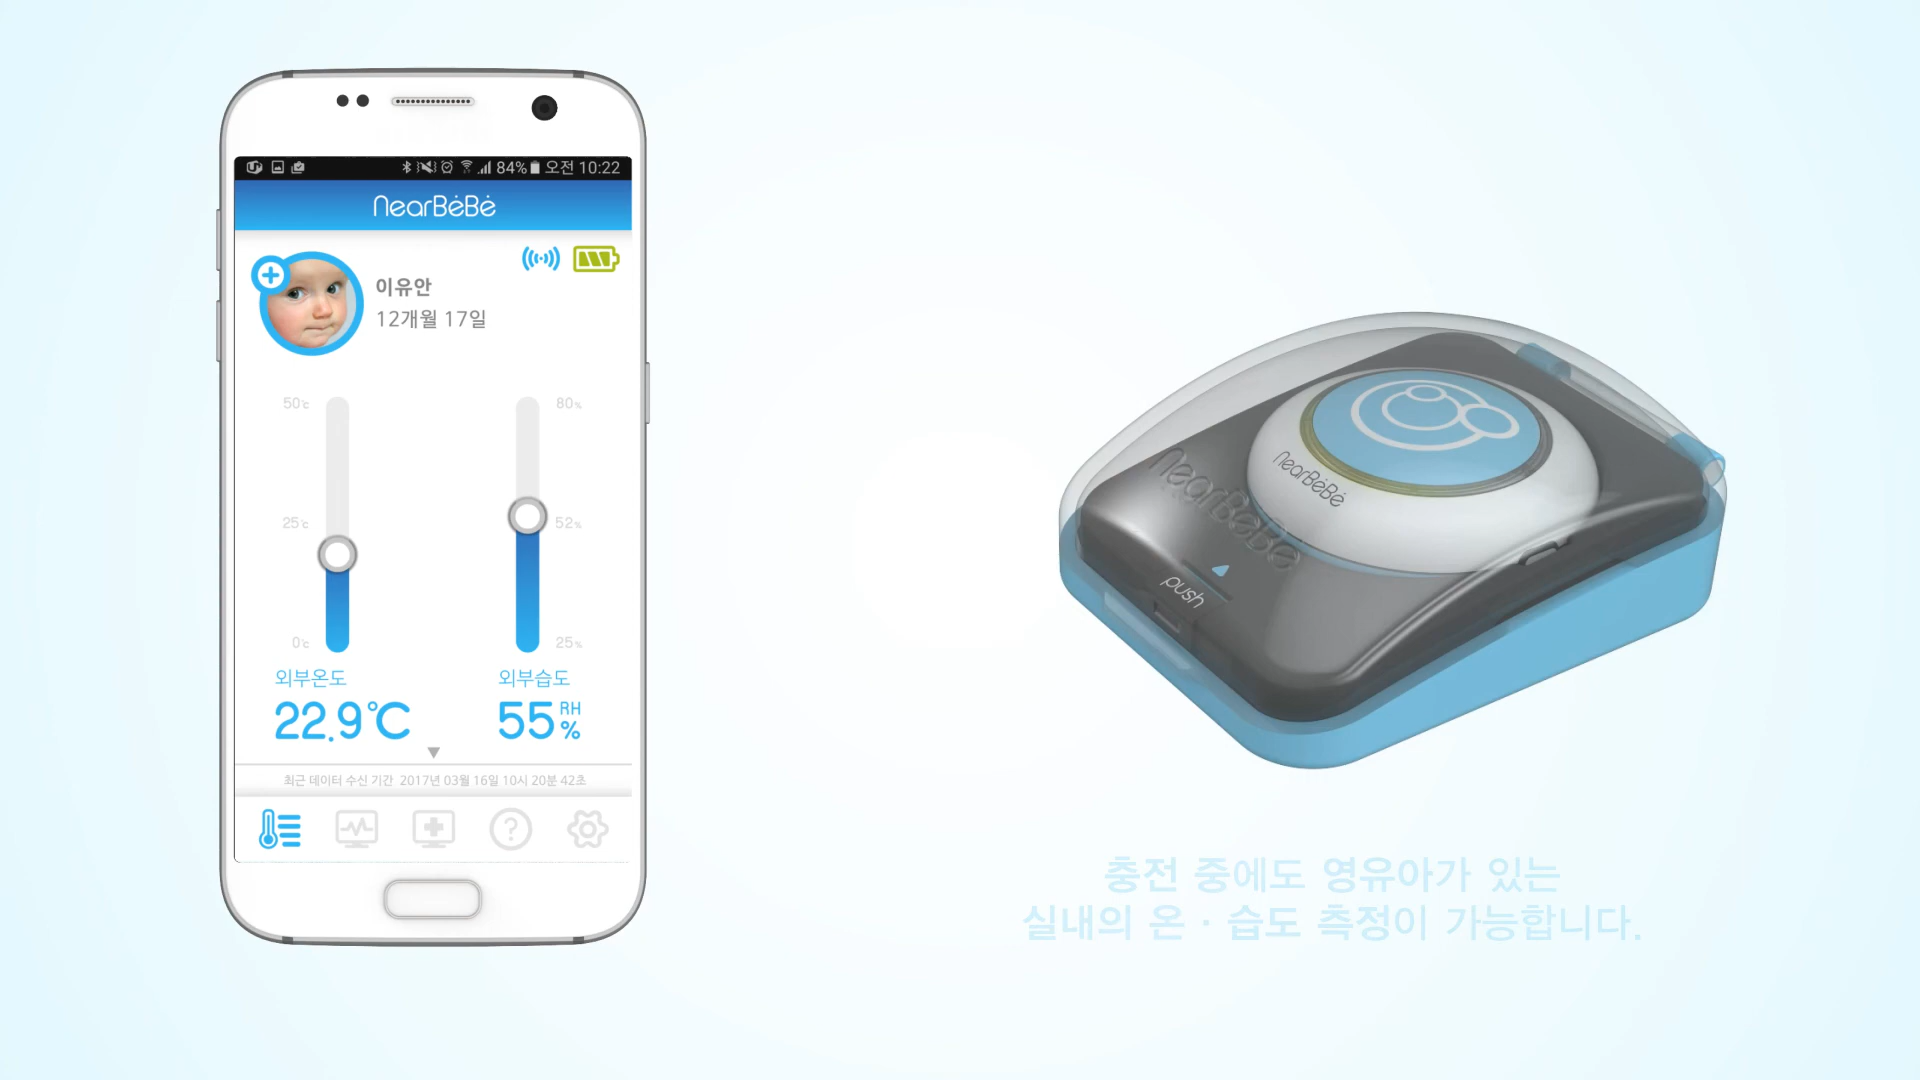 84% 오전 10:22
NearBėBė
이유안
12개월 17일
50℃
80%
25℃
52%
0℃
25%
외부온도
외부습도
22.9℃
55 RH %
최근 데이터 수신 기간 2017년 03월 16일 10시 20분 42초
NearBėBė
NearBėBė
push
충전 중에도 영유아가 있는
실내의 온 · 습도 측정이 가능합니다.